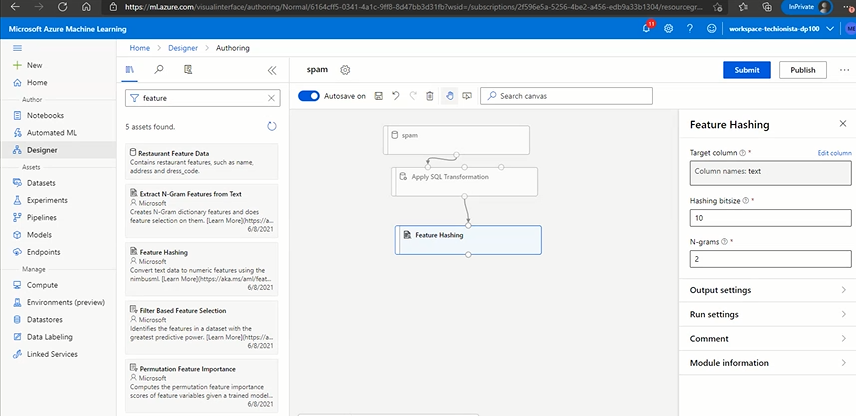 InPrivate
https://ml.azure.com/visualinterface/authoring/Normal/6164cff5-0341-4a1c-9ff8-8d47bb3d31fb?wsid=/subscriptions/2f596e5a-5256-4be2-a456-edb9a33b1304/resourcegr...
Microsoft Azure Machine Learning
11
workspace-techionista-dp100
ME
Home > Designer > Authoring
New
Home
Author
Notebooks
Automated ML
Designer
Assets
Datasets
Experiments
Pipelines
Models
Endpoints
Manage
Compute
Environments (preview)
Datastores
Data Labeling
Linked Services
feature
5 assets found.
Restaurant Feature Data
Contains restaurant features, such as name,
address and dress_code.
Extract N-Gram Features from Text
Microsoft
Creates N-Gram dictionary features and does
feature selection on them. [Learn More](https://a...
6/8/2021
Feature Hashing
Microsoft
Convert text data to numeric features using the
nimbusml. [Learn More](https://aka.ms/aml/feat...
6/8/2021
Filter Based Feature Selection
Microsoft
Identifies the features in a dataset with the
greatest predictive power. [Learn More](https://a...
6/8/2021
Permutation Feature Importance
Microsoft
Computes the permutation feature importance
scores of feature variables given a trained model...
6/8/2021
spam
Submit
Publish
Autosave on
Search canvas
spam
Apply SQL Transformation
Feature Hashing
Feature Hashing
Target column *
Edit column
Column names: text
Hashing bitsize *
10
N-grams *
2
Output settings
Run settings
Comment
Module information